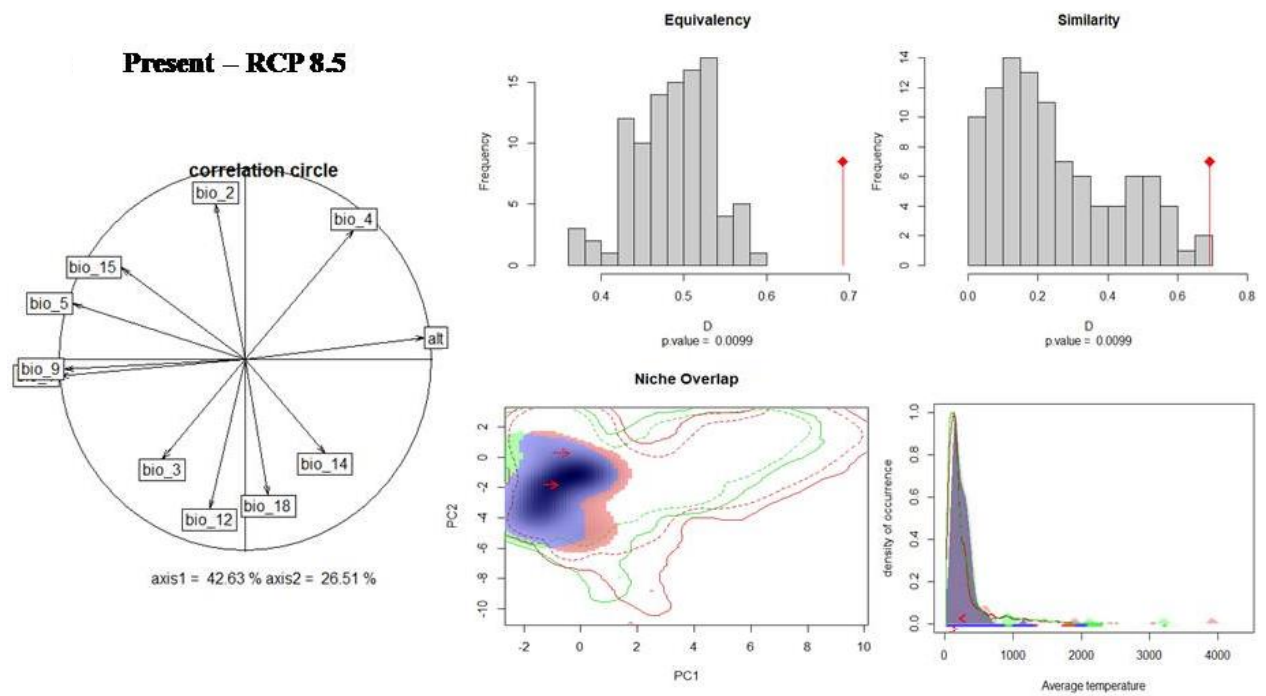 Present – RCP 8.5
correlation circle
bio_2
bio_4
bio_15
bio_5
alt
bio_9
bio_3
bio_14
bio_18
bio_12
axis1 = 42.63 % axis2 = 26.51 %
Equivalency
Frequency
0 5 10 15
0.4 0.5 0.6 0.7
D
p.value = 0.0099
Similarity
Frequency
0 2 4 6 8 10 12 14
0.0 0.2 0.4 0.6 0.8
D
p.value = 0.0099
Niche Overlap
PC2
-10 -8 -6 -4 -2 0 2
-2 0 2 4 6 8 10
PC1
density of occurrence
0.0 0.2 0.4 0.6 0.8 1.0
0 1000 2000 3000 4000
Average temperature